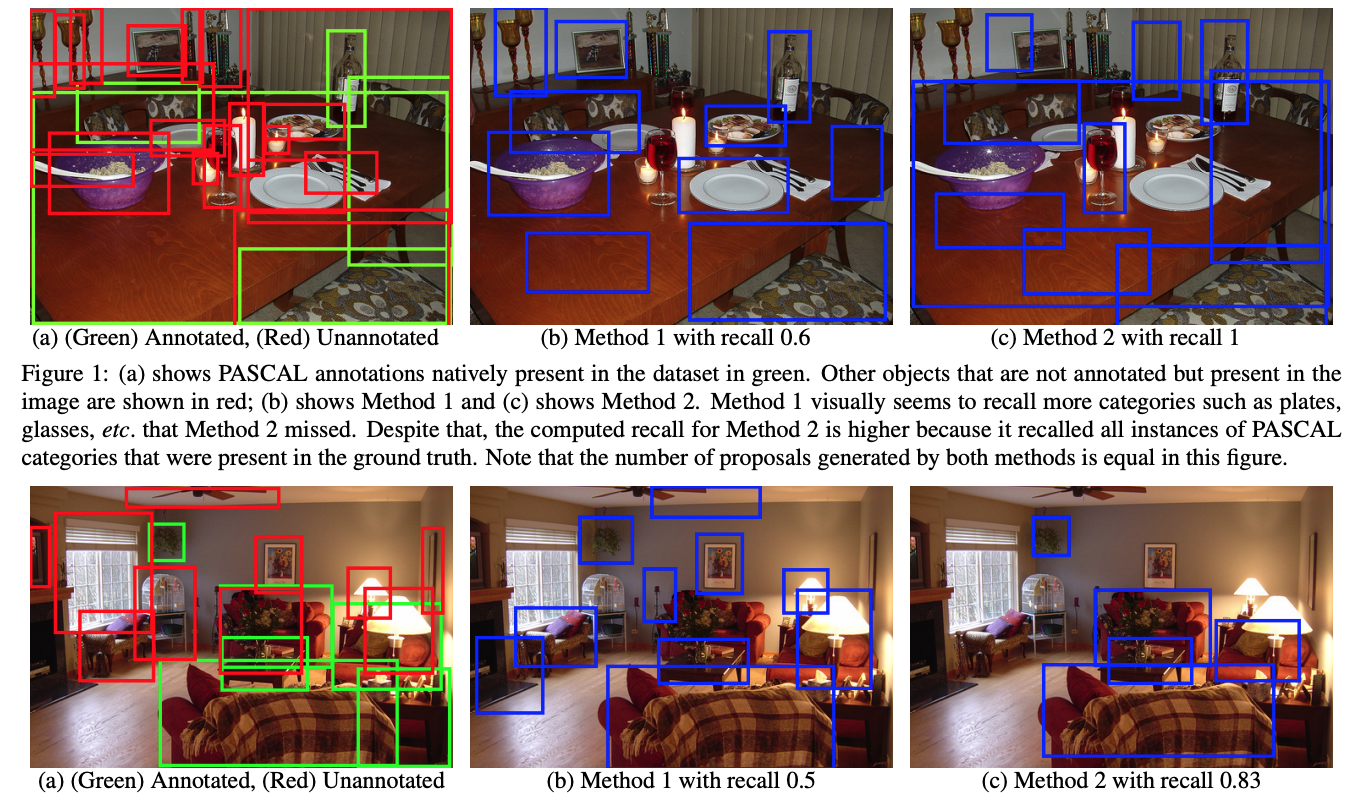 (a) (Green) Annotated, (Red) Unannotated
(b) Method 1 with recall 0.6
(c) Method 2 with recall 1
Figure 1: (a) shows PASCAL annotations natively present in the dataset in green. Other objects that are not annotated but present in the
image are shown in red; (b) shows Method 1 and (c) shows Method 2. Method 1 visually seems to recall more categories such as plates,
glasses, etc. that Method 2 missed. Despite that, the computed recall for Method 2 is higher because it recalled all instances of PASCAL
categories that were present in the ground truth. Note that the number of proposals generated by both methods is equal in this figure.
(a) (Green) Annotated, (Red) Unannotated
(b) Method 1 with recall 0.5
(c) Method 2 with recall 0.83